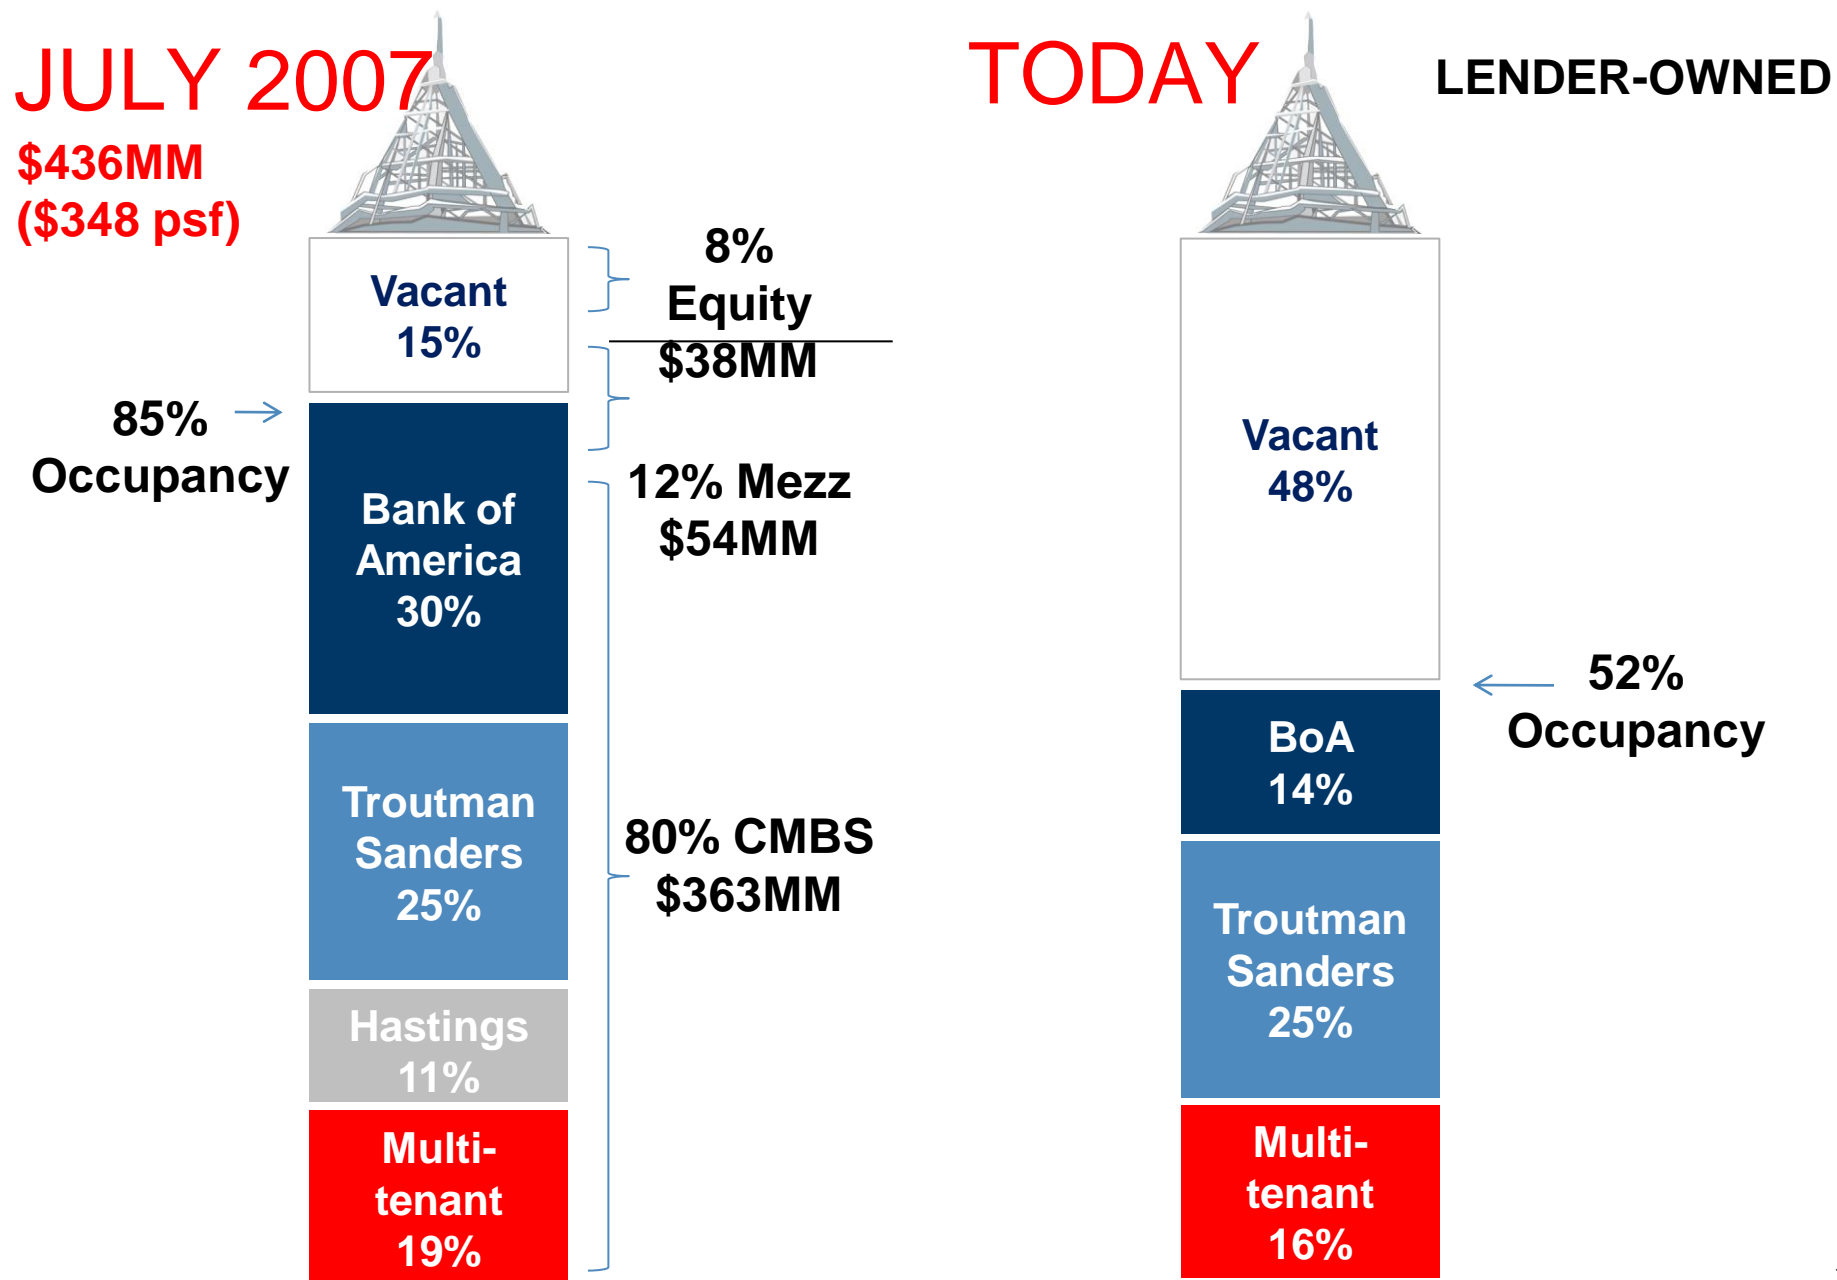 JULY 2007
$436MM
($348 psf)
Vacant
15%
85%
Occupancy
Bank of
America
30%
Troutman
Sanders
25%
Hastings
11%
Multi-
tenant
19%
8%
Equity
$38MM
12% Mezz
$54MM
80% CMBS
$363MM
TODAY
LENDER-OWNED
Vacant
48%
52%
Occupancy
BoA
14%
Troutman
Sanders
25%
Multi-
tenant
16%